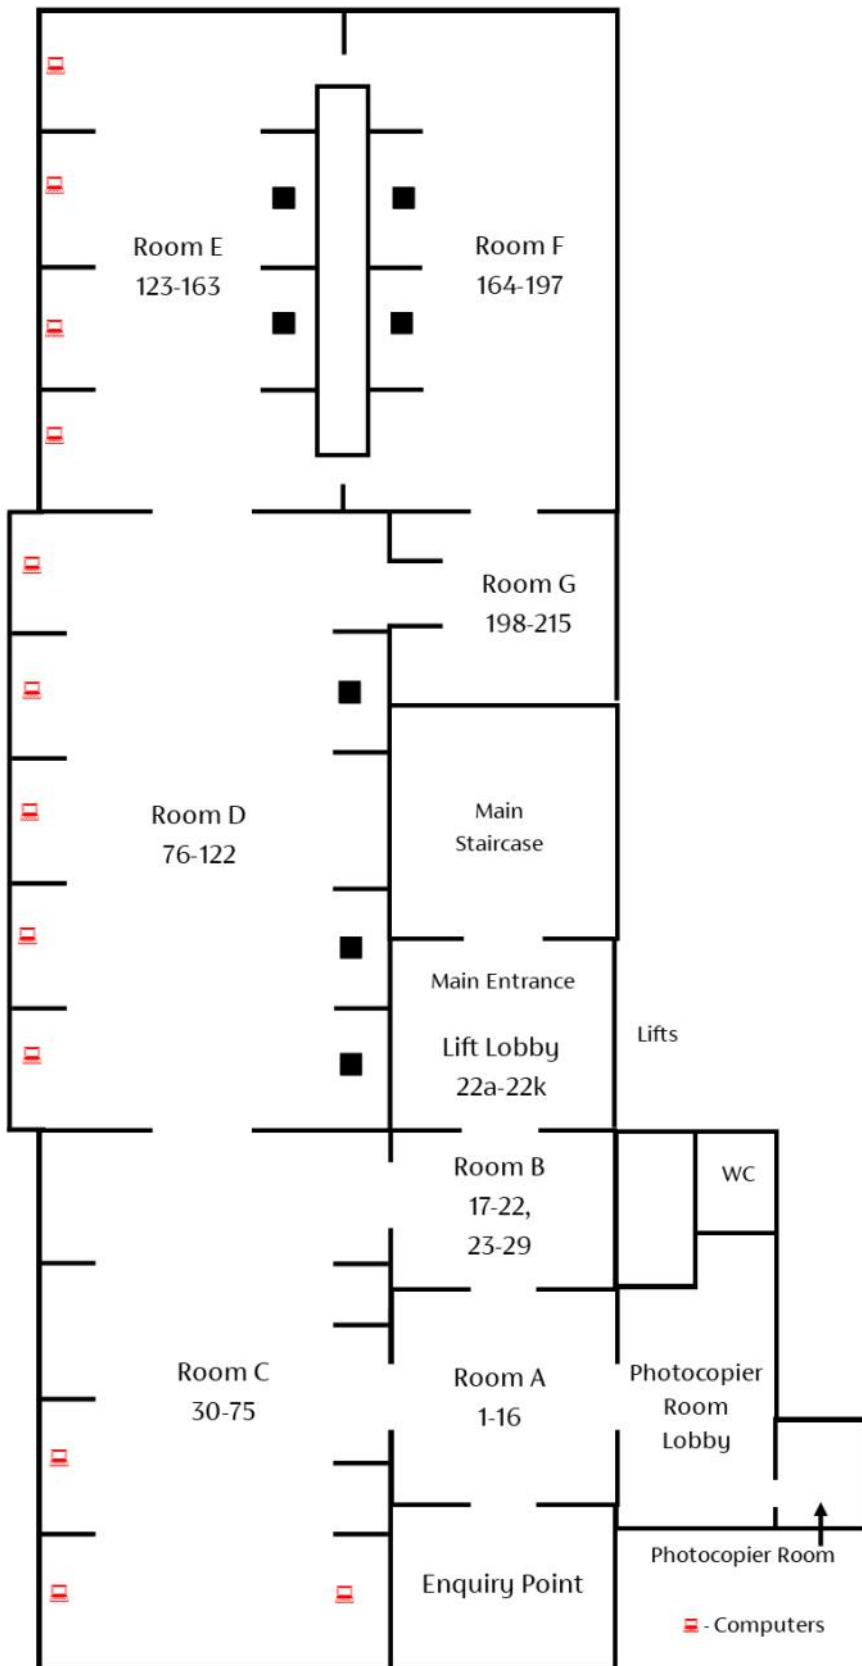 Room E
123-163
Room F
164-197
Room G
198-215
Room D
76-122
Main
Staircase
Main Entrance
Lifts
Lift Lobby
22a-22k
Room B
17-22,
23-29
WC
Room C
30-75
Room A
1-16
Photocopier
Room
Lobby
Photocopier Room
Enquiry Point
- Computers